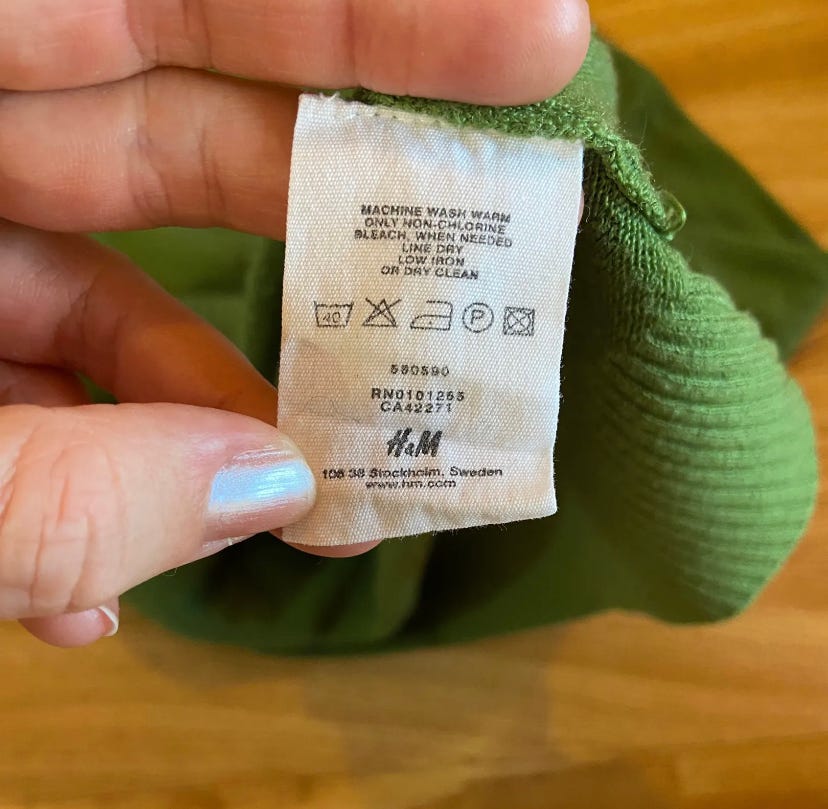 MACHINE WASH WARM
ONLY NON-CHLORINE
BLEACH, WHEN NEEDED
LINE DRY
LOW IRON
OR DRY CLEAN
40 P
580590
RN0101255
CA42271
H&M
106 38 Stockholm, Sweden
www.hm.com